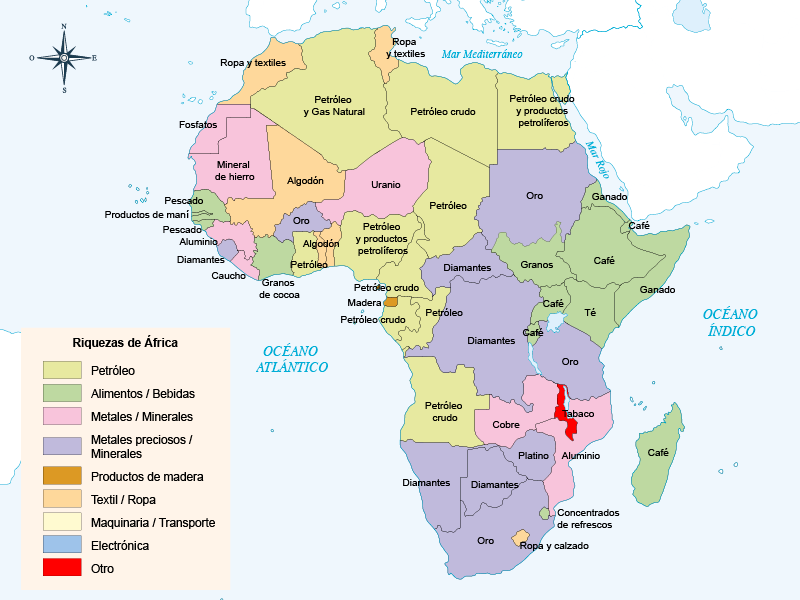 N
O
E
S
Ropa
y textiles
Mar Mediterráneo
Ropa y textiles
Petróleo
y Gas Natural
Petróleo crudo
Petróleo crudo
y productos
petrolíferos
Fosfatos
Mar Rojo
Mineral
de hierro
Algodón
Uranio
Oro
Ganado
Pescado
Productos de maní
Petróleo
Oro
Café
Pescado
Petróleo
y productos
petrolíferos
Aluminio
Algodón
Diamantes
Petróleo
Diamantes
Granos
Café
Caucho
Granos
de cocoa
Petróleo crudo
Ganado
Madera
Petróleo
Café
Té
Petróleo crudo
Café
Diamantes
OCÉANO
ÍNDICO
OCÉANO
ATLÁNTICO
Oro
Petróleo
crudo
Tabaco
Cobre
Café
Platino
Aluminio
Diamantes
Diamantes
Concentrados
de refrescos
Oro
Ropa y calzado
Riquezas de África
Petróleo
Alimentos / Bebidas
Metales / Minerales
Metales preciosos /
Minerales
Productos de madera
Textil / Ropa
Maquinaria / Transporte
Electrónica
Otro